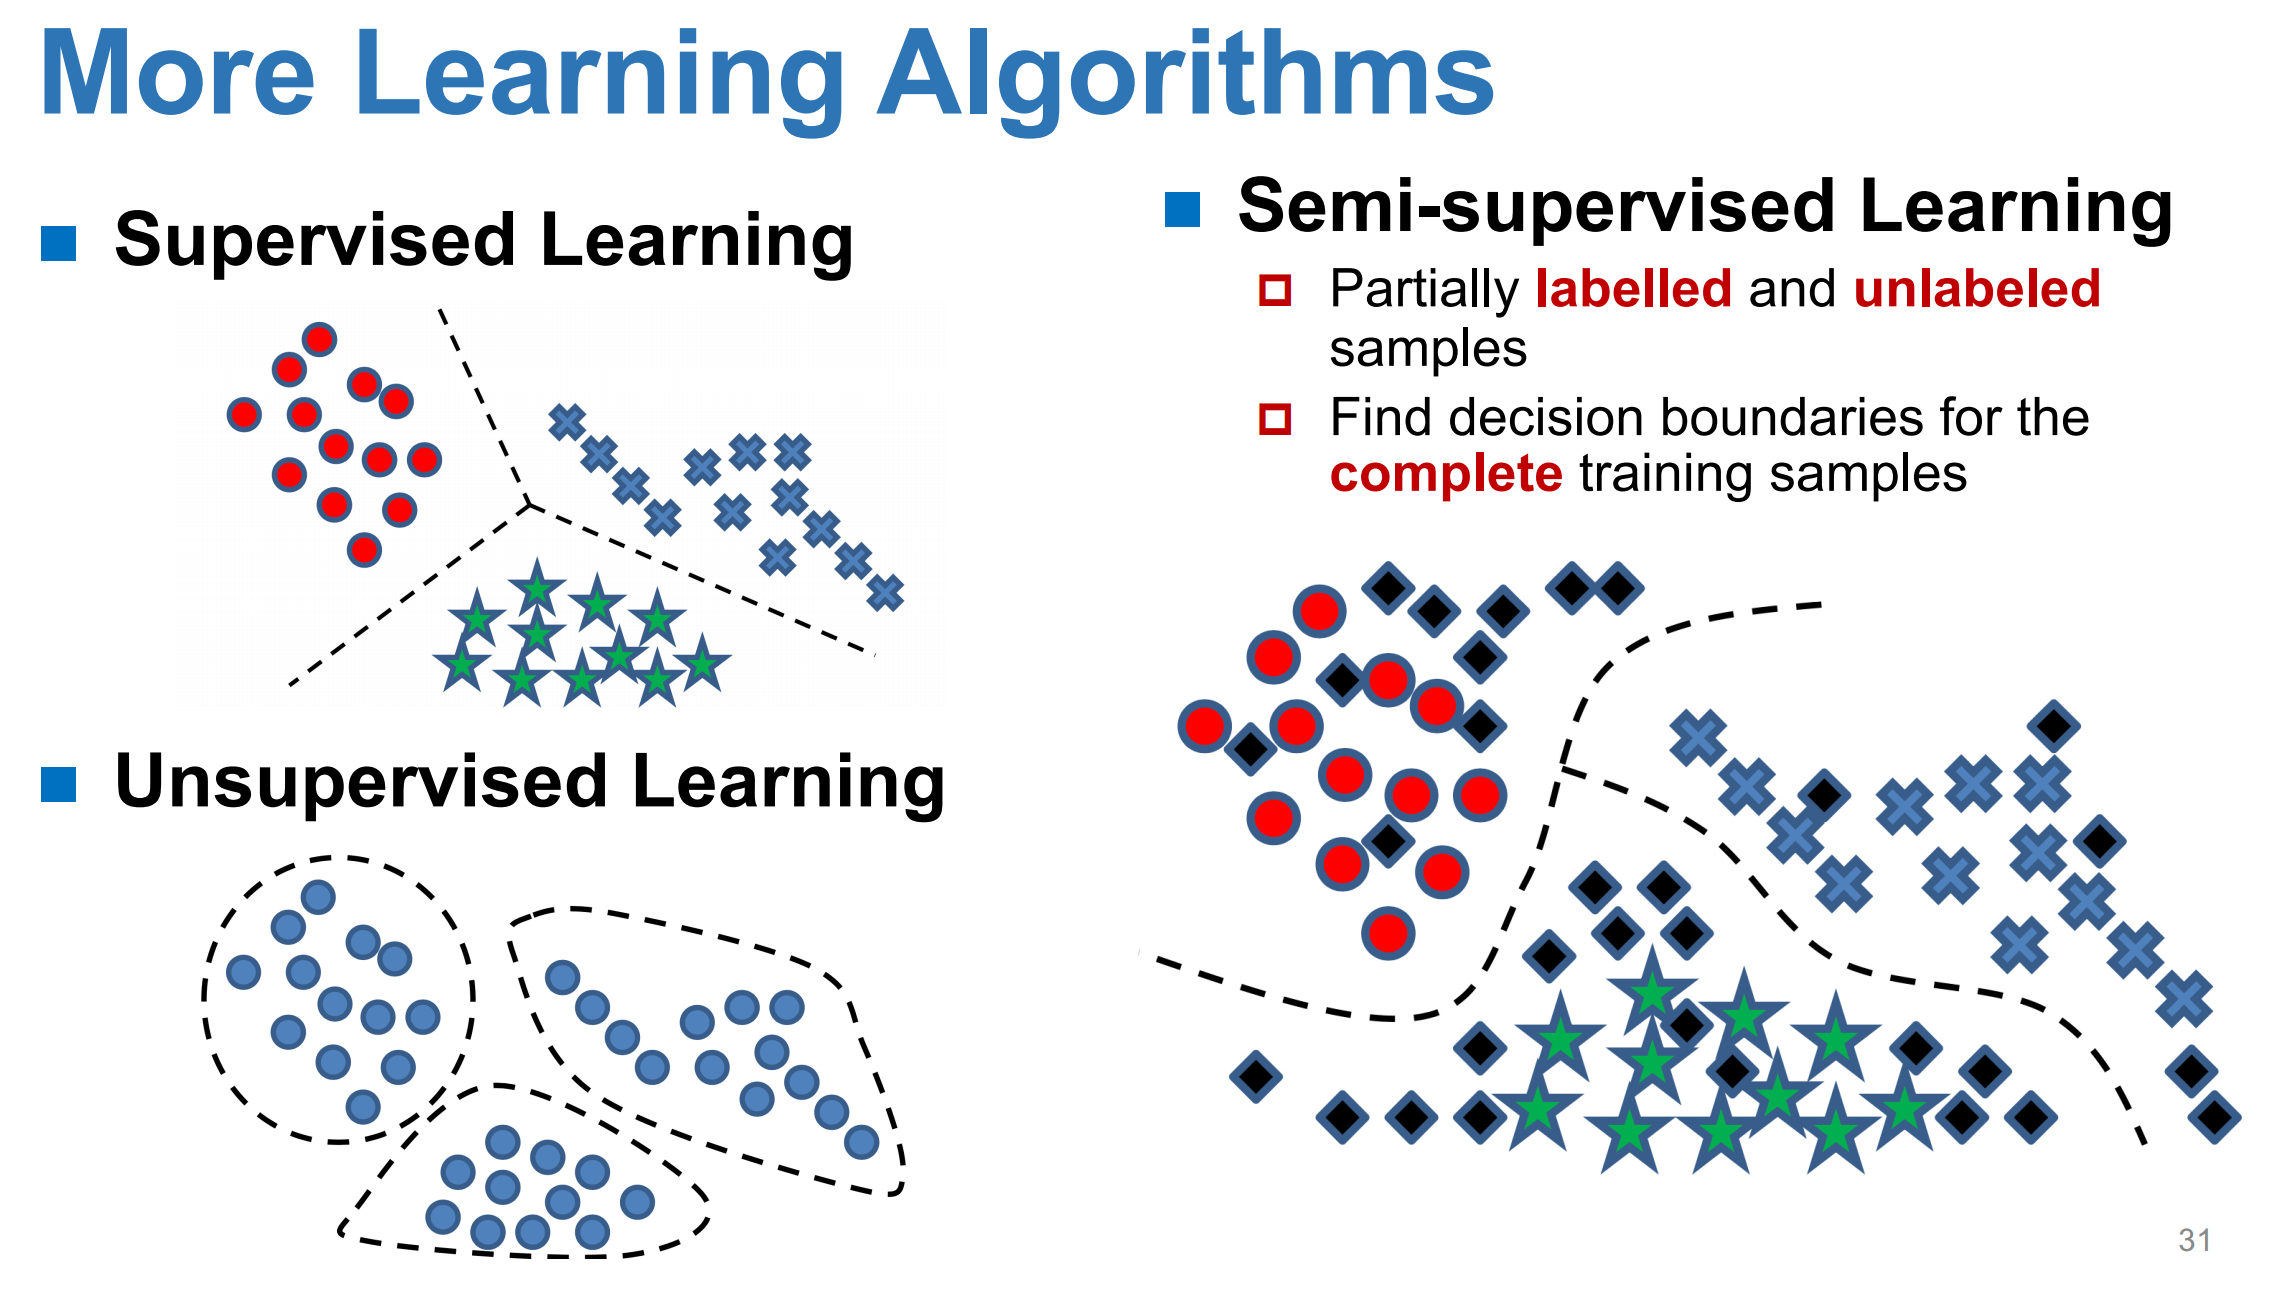 More Learning Algorithms
Supervised Learning
Unsupervised Learning
Semi-supervised Learning
Partially labelled and unlabeled
samples
Find decision boundaries for the
complete training samples
31